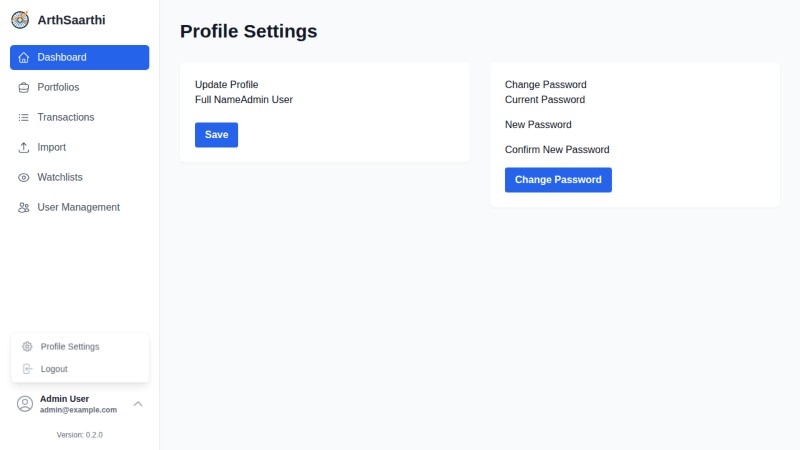 ArthSaarthi
Dashboard
Portfolios
Transactions
Import
Watchlists
User Management
Profile Settings
Logout
Admin User
admin@example.com
Version: 0.2.0
Profile Settings
Update Profile
Full NameAdmin User
Save
Change Password
Current Password
New Password
Confirm New Password
Change Password